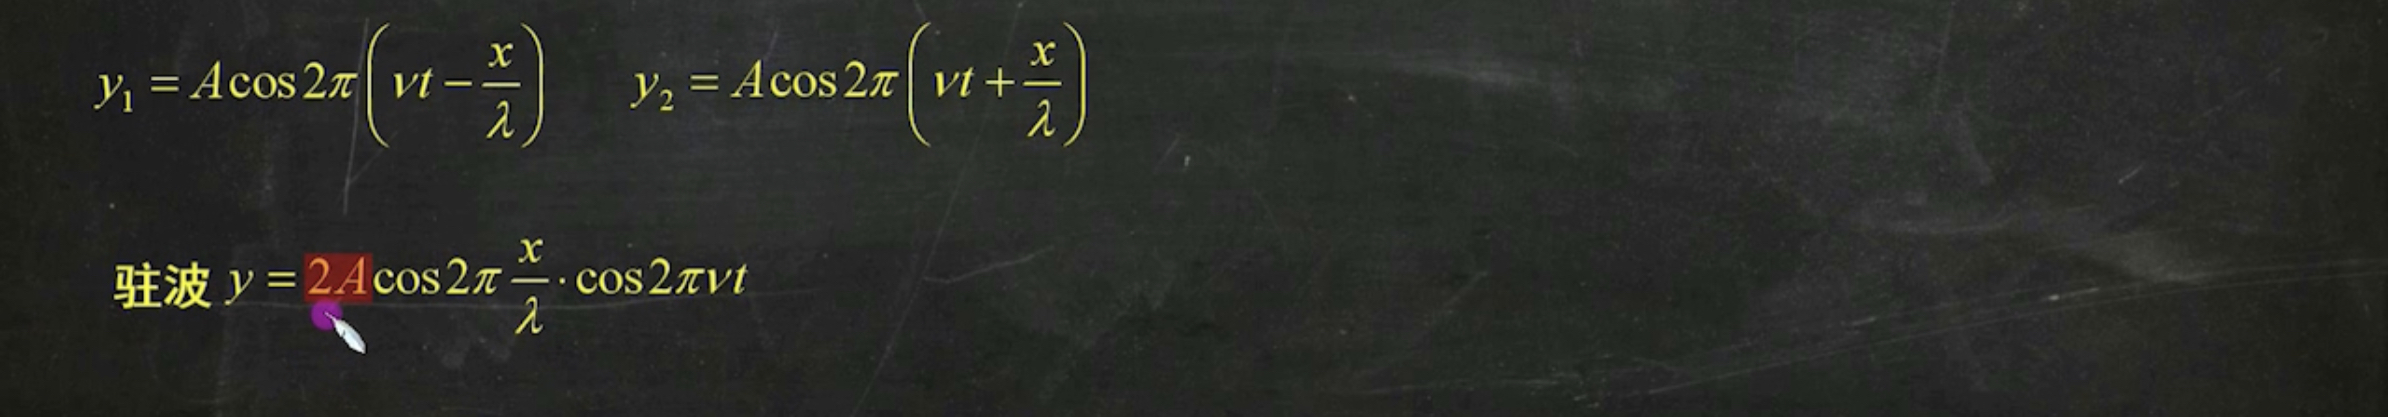 y₁ = A cos 2π(νt − x/λ)    y₂ = A cos 2π(νt + x/λ)
驻波 y = 2A cos 2π x/λ · cos 2πνt